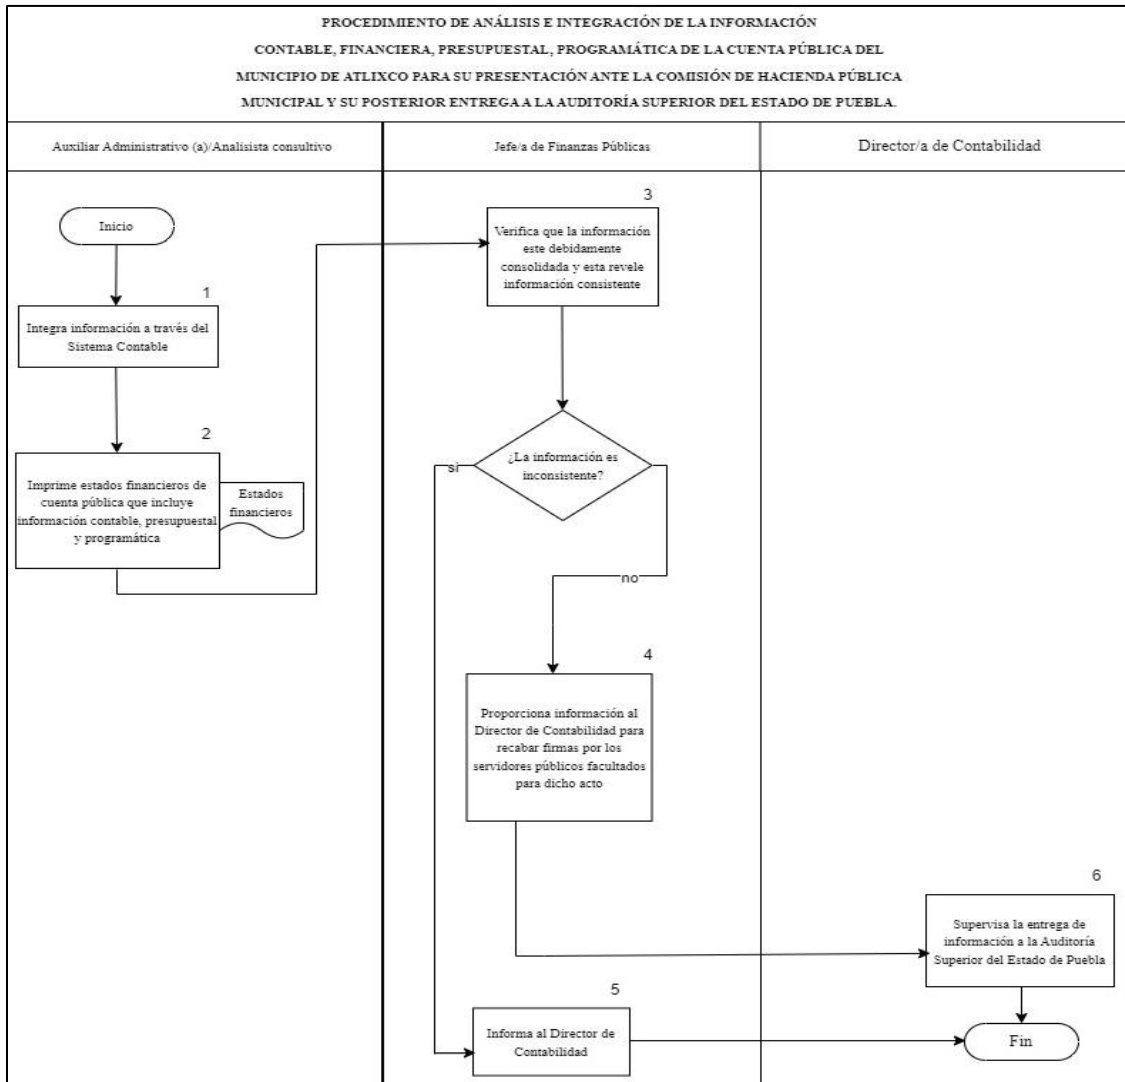 PROCEDIMIENTO DE ANÁLISIS E INTEGRACIÓN DE LA INFORMACIÓN
CONTABLE, FINANCIERA, PRESUPUESTAL, PROGRAMÁTICA DE LA CUENTA PÚBLICA DEL
MUNICIPIO DE ATLIXCO PARA SU PRESENTACIÓN ANTE LA COMISIÓN DE HACIENDA PÚBLICA
MUNICIPAL Y SU POSTERIOR ENTREGA A LA AUDITORÍA SUPERIOR DEL ESTADO DE PUEBLA.
Auxiliar Administrativo (a)/Analisista consultivo
Jefe/a de Finanzas Públicas
Director/a de Contabilidad
Inicio
1
Integra información a través del
Sistema Contable
2
Imprime estados financieros de
cuenta pública que incluye
información contable, presupuestal
y programática
Estados
financieros
3
Verifica que la información
este debidamente
consolidada y esta revele
información consistente
¿La información es
inconsistente?
si
no
4
Proporciona información al
Director de Contabilidad para
recabar firmas por los
servidores públicos facultados
para dicho acto
5
Informa al Director de
Contabilidad
6
Supervisa la entrega de
información a la Auditoría
Superior del Estado de Puebla
Fin